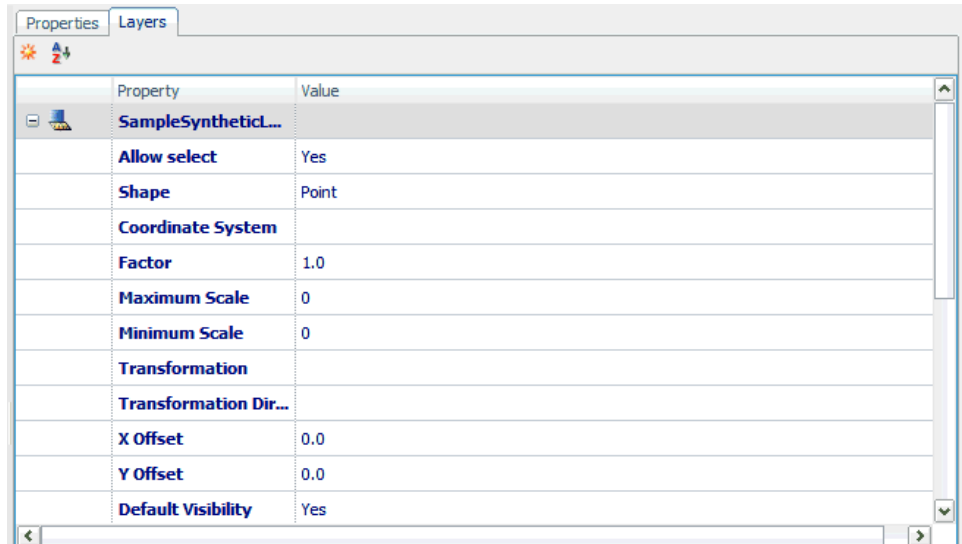 Properties Layers
A Z
Property Value
SampleSyntheticL...
Allow select Yes
Shape Point
Coordinate System
Factor 1.0
Maximum Scale 0
Minimum Scale 0
Transformation
Transformation Dir...
X Offset 0.0
Y Offset 0.0
Default Visibility Yes